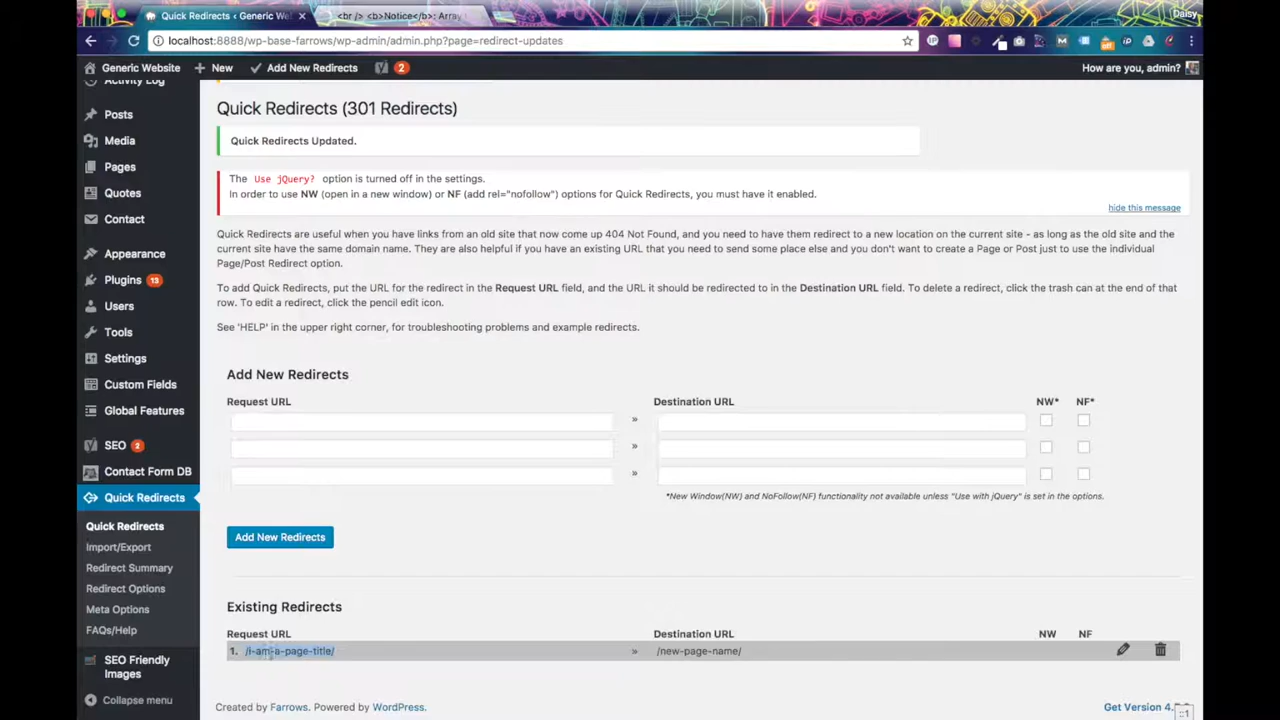 Quick Redirects ‹ Generic We
<br /> <b>Notice</b>: Array
Daisy
localhost:8888/wp-base-farrows/wp-admin/admin.php?page=redirect-updates
Generic Website
New
Add New Redirects
2
How are you, admin?
Activity Log
Posts
Media
Pages
Quotes
Contact
Appearance
Plugins 13
Users
Tools
Settings
Custom Fields
Global Features
SEO 2
Contact Form DB
Quick Redirects
Quick Redirects
Import/Export
Redirect Summary
Redirect Options
Meta Options
FAQs/Help
SEO Friendly
Images
Collapse menu
Quick Redirects (301 Redirects)
Quick Redirects Updated.
The Use jQuery? option is turned off in the settings.
In order to use NW (open in a new window) or NF (add rel="nofollow") options for Quick Redirects, you must have it enabled.
hide this message
Quick Redirects are useful when you have links from an old site that now come up 404 Not Found, and you need to have them redirect to a new location on the current site - as long as the old site and the
current site have the same domain name. They are also helpful if you have an existing URL that you need to send some place else and you don't want to create a Page or Post just to use the individual
Page/Post Redirect option.
To add Quick Redirects, put the URL for the redirect in the Request URL field, and the URL it should be redirected to in the Destination URL field. To delete a redirect, click the trash can at the end of that
row. To edit a redirect, click the pencil edit icon.
See 'HELP' in the upper right corner, for troubleshooting problems and example redirects.
Add New Redirects
Request URL Destination URL NW* NF*
»
»
»
*New Window(NW) and NoFollow(NF) functionality not available unless "Use with jQuery" is set in the options.
Add New Redirects
Existing Redirects
Request URL Destination URL NW NF
1. /i-am-a-page-title/ » /new-page-name/
Created by Farrows. Powered by WordPress.
Get Version 4.
::1